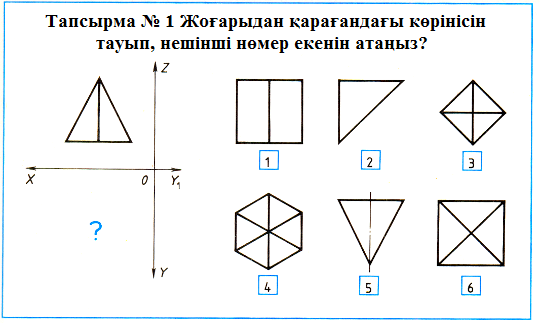 Тапсырма № 1 Жоғарыдан қарағандағы көрінісін
тауып, нешінші нөмер екенін атаңыз?
Z
X
0
Y₁
?
Y
1
2
3
4
5
6